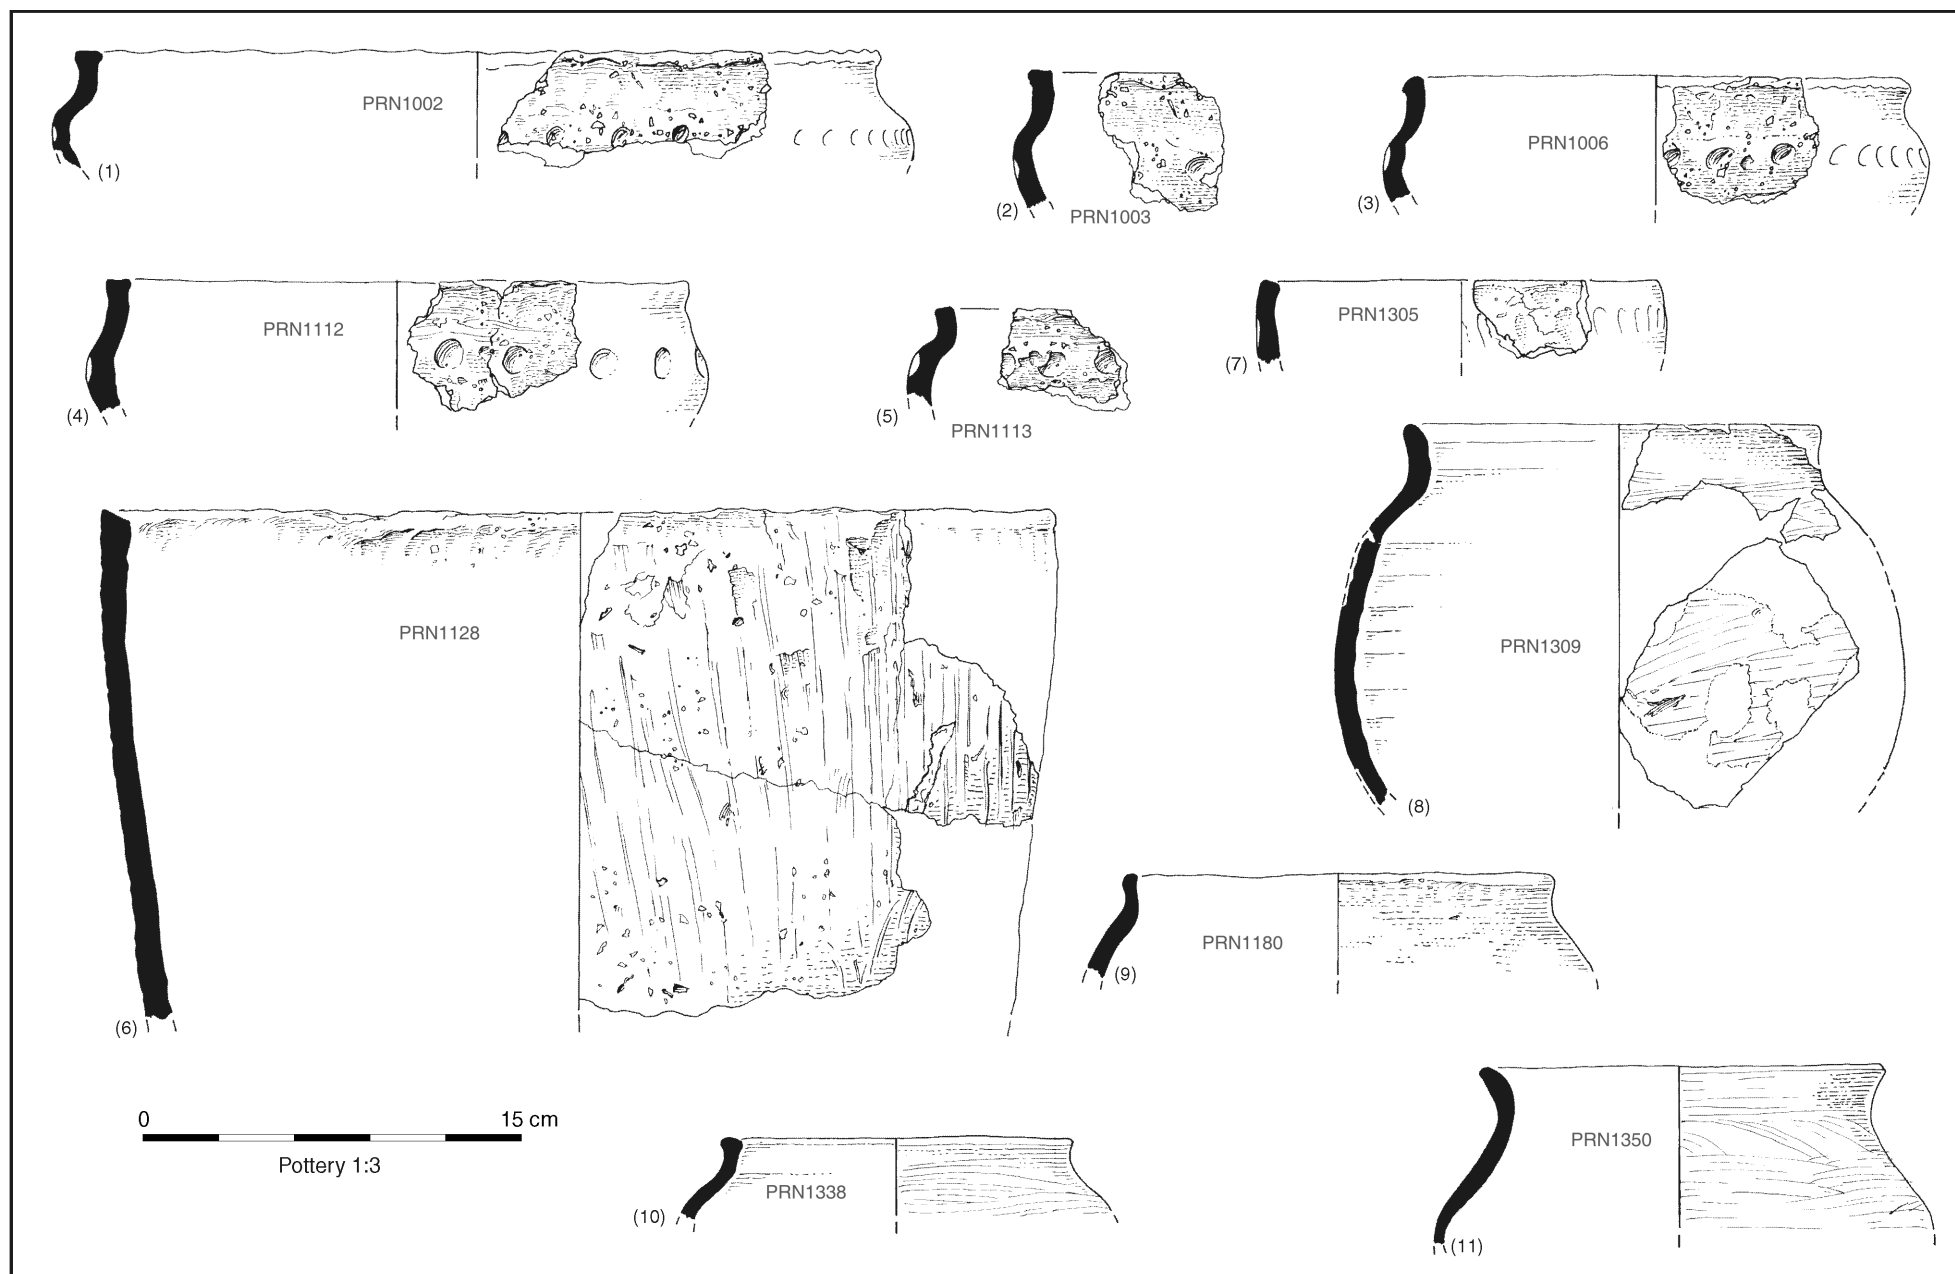 PRN1002
(1)
PRN1003
(2)
PRN1006
(3)
PRN1112
(4)
PRN1113
(5)
PRN1305
(7)
PRN1128
(6)
PRN1309
(8)
PRN1180
(9)
0 15 cm
Pottery 1:3
PRN1338
(10)
PRN1350
(11)